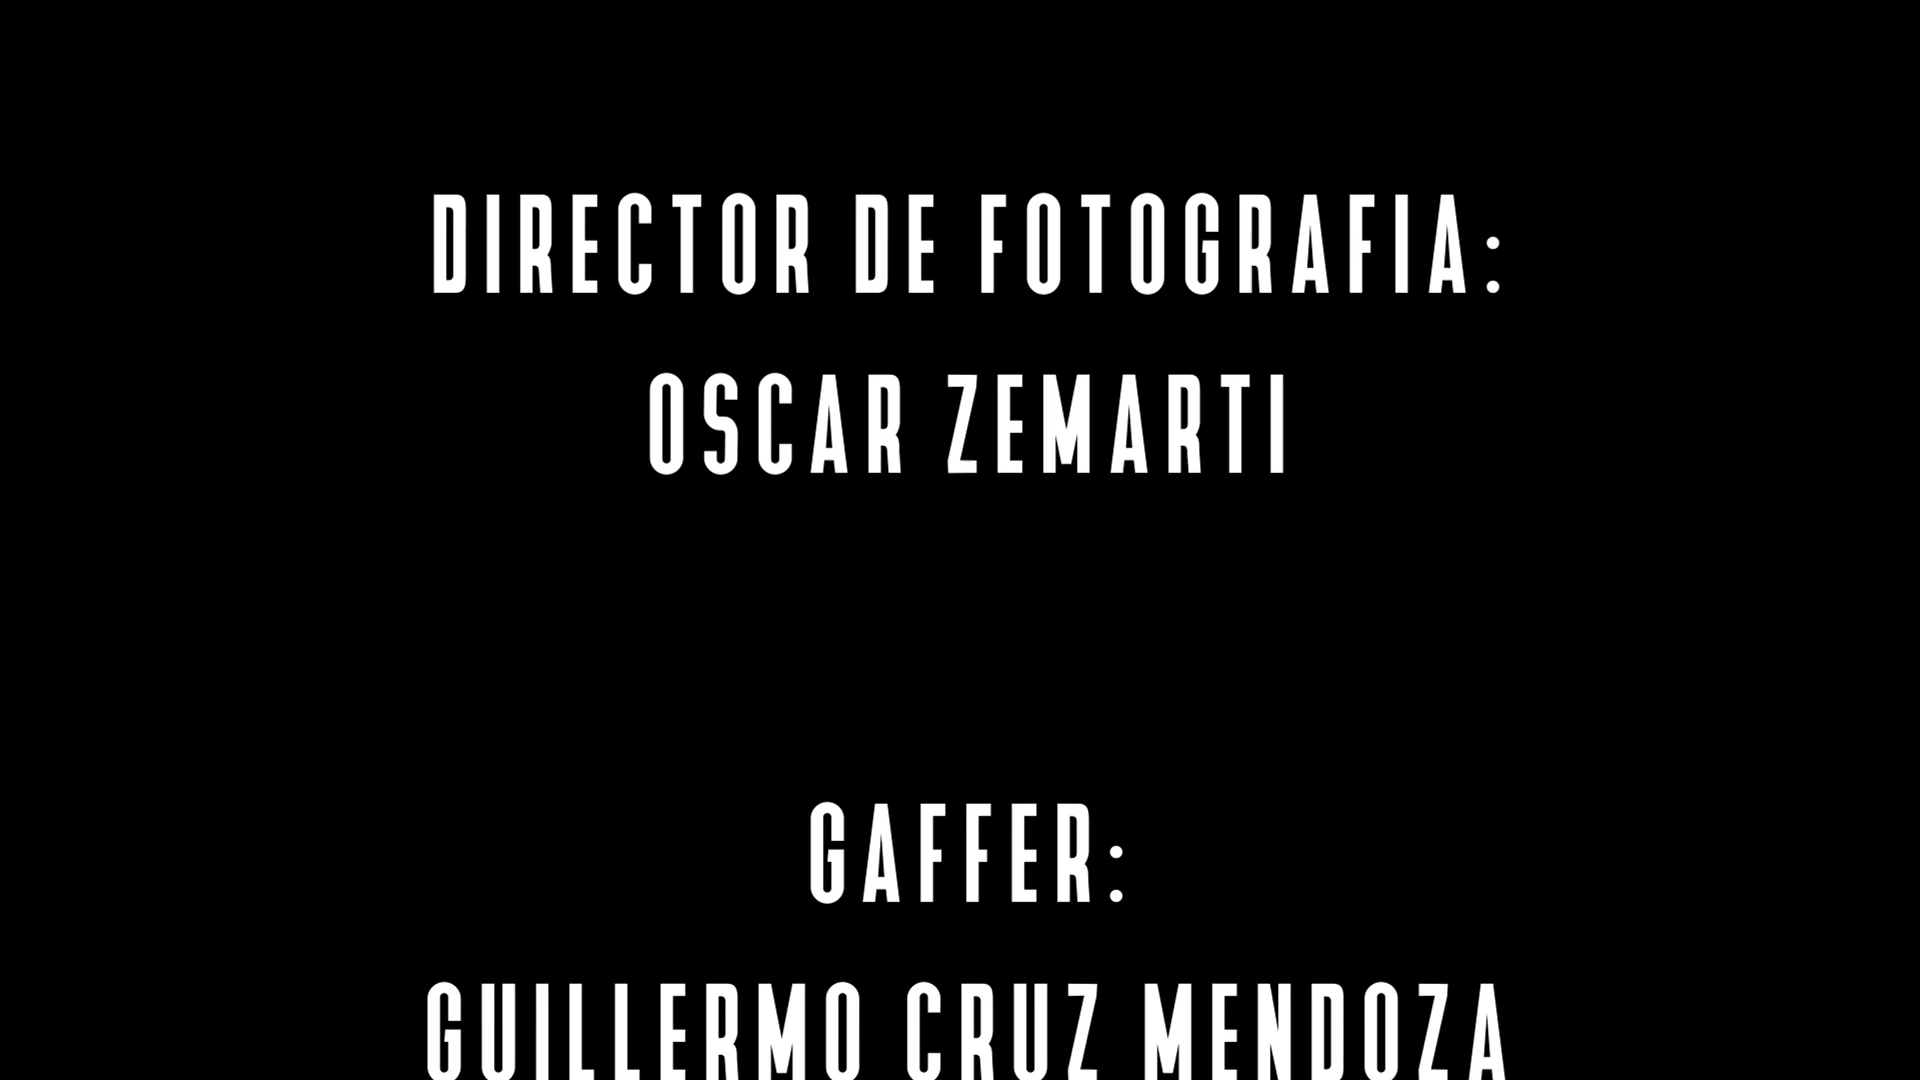 DIRECTOR DE FOTOGRAFIA:
OSCAR ZEMARTI
GAFFER:
GUILLERMO CRUZ MENDOZA